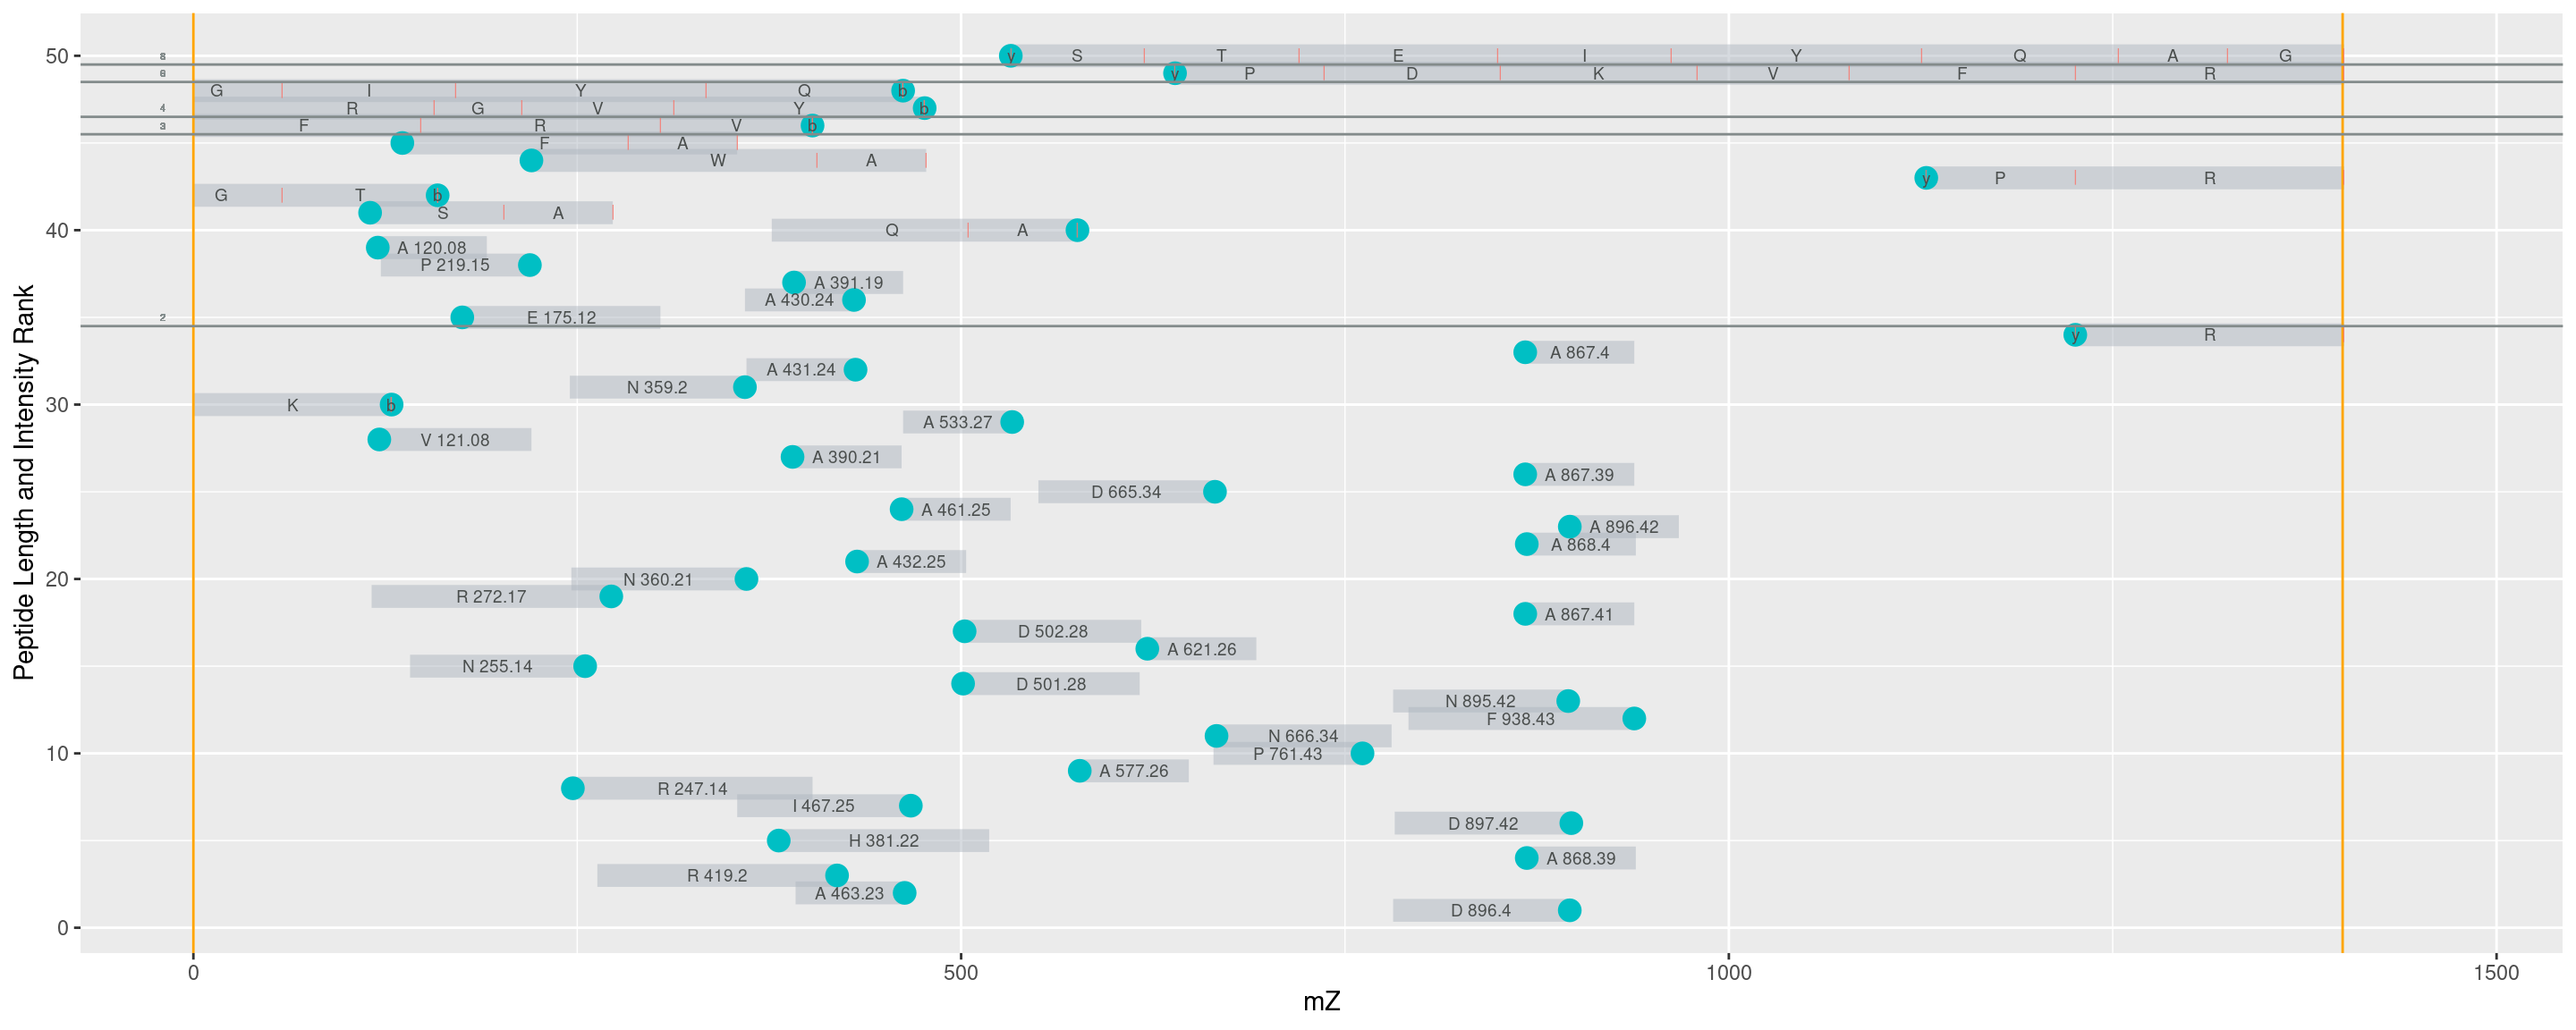 50
y S T E I Y Q A G
y P D K V F R
G I Y Q b
4
R G V Y b
3
F R V b
F A
W A
y P R
G T b
S A
40
Q A
A 120.08
P 219.15
A 391.19
A 430.24
2
E 175.12
y R
A 867.4
A 431.24
N 359.2
30
K b
A 533.27
V 121.08
A 390.21
A 867.39
D 665.34
A 461.25
A 896.42
A 868.4
A 432.25
20
N 360.21
R 272.17
A 867.41
D 502.28
A 621.26
N 255.14
D 501.28
N 895.42
F 938.43
N 666.34
10
P 761.43
A 577.26
R 247.14
I 467.25
D 897.42
H 381.22
A 868.39
R 419.2
A 463.23
D 896.4
0
0 500 1000 1500
mZ
Peptide Length and Intensity Rank